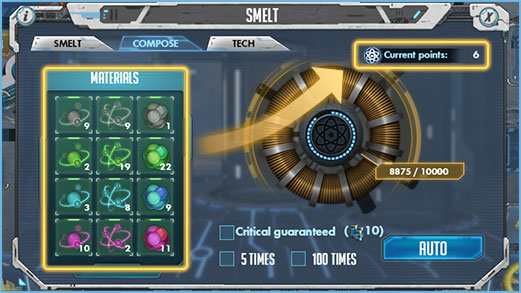 SMELT
i
X
SMELT COMPOSE TECH
Current points: 6
MATERIALS
9 9 1
2 19 22
3 8 9
10 2 11
8875 / 10000
Critical guaranteed ( 10)
5 TIMES 100 TIMES
AUTO